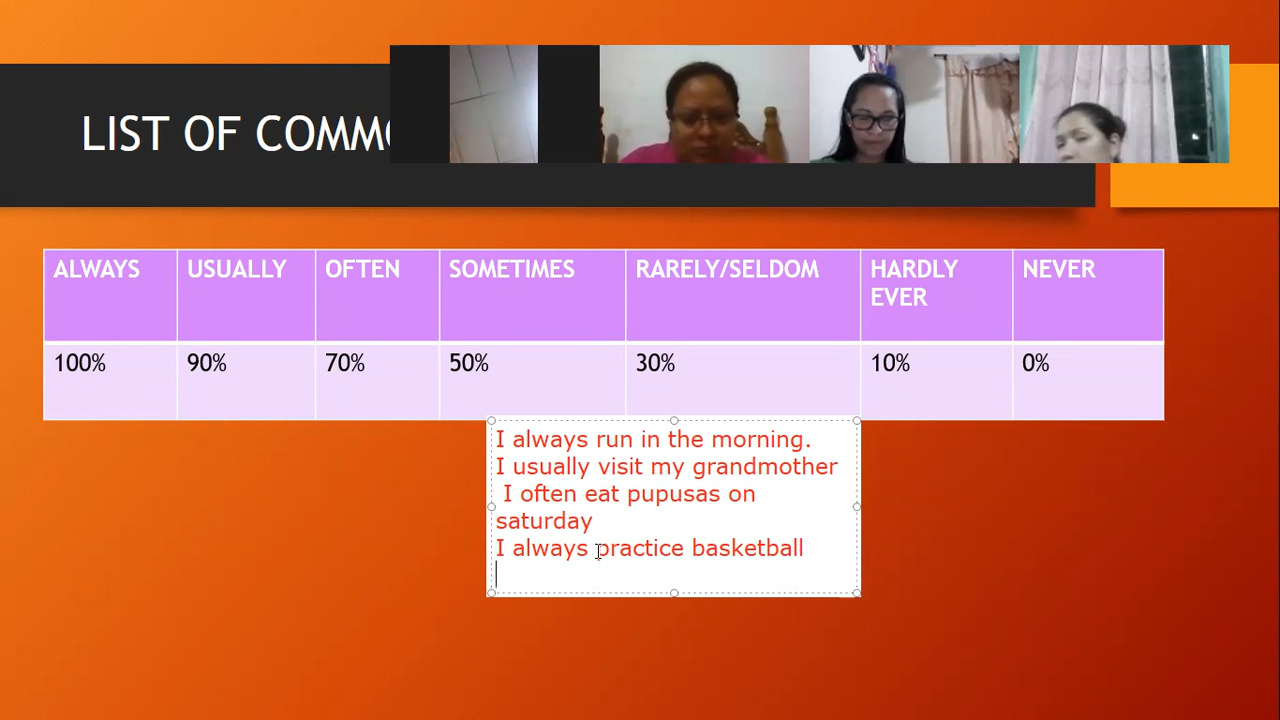 LIST OF COMM
ALWAYS USUALLY OFTEN SOMETIMES RARELY/SELDOM HARDLY EVER NEVER
100% 90% 70% 50% 30% 10% 0%
I always run in the morning.
I usually visit my grandmother
I often eat pupusas on
saturday
I always practice basketball